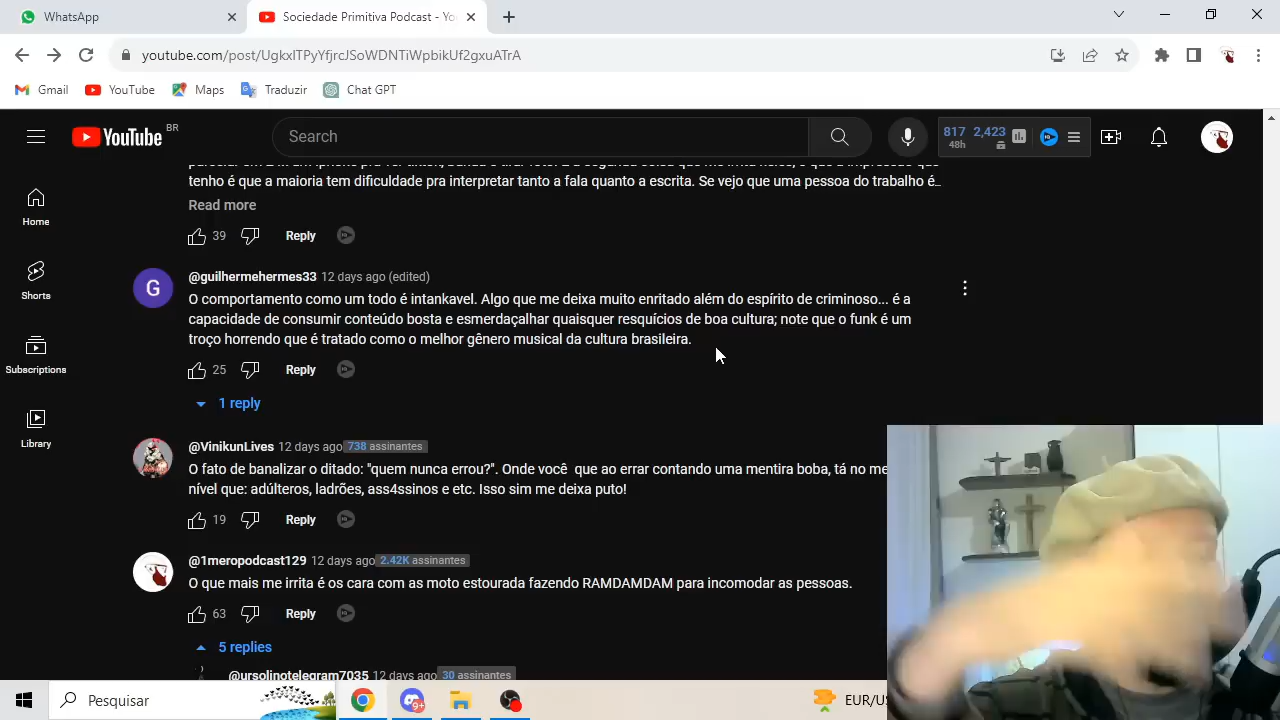 WhatsApp
Sociedade Primitiva Podcast - Yo
youtube.com/post/UgkxlTPyYfjrcJSoWDNTiWpbikUf2gxuATrA
Gmail YouTube Maps Traduzir Chat GPT
YouTube BR
Search
817 2,423
48h
tenho é que a maioria tem dificuldade pra interpretar tanto a fala quanto a escrita. Se vejo que uma pessoa do trabalho é…
Read more
39 Reply
Home
Shorts
Subscriptions
Library
G
@guilhermehermes33 12 days ago (edited)
O comportamento como um todo é intankavel. Algo que me deixa muito enritado além do espírito de criminoso... é a
capacidade de consumir conteúdo bosta e esmerdaçalhar quaisquer resquícios de boa cultura; note que o funk é um
troço horrendo que é tratado como o melhor gênero musical da cultura brasileira.
25 Reply
1 reply
@VinikunLives 12 days ago 738 assinantes
O fato de banalizar o ditado: "quem nunca errou?". Onde você que ao errar contando uma mentira boba, tá no me
nível que: adúlteros, ladrões, ass4ssinos e etc. Isso sim me deixa puto!
19 Reply
@1meropodcast129 12 days ago 2.42K assinantes
O que mais me irrita é os cara com as moto estourada fazendo RAMDAMDAM para incomodar as pessoas.
63 Reply
5 replies
@ursolinotelegram7035 12 days ago 30 assinantes
Pesquisar
9+
EUR/US